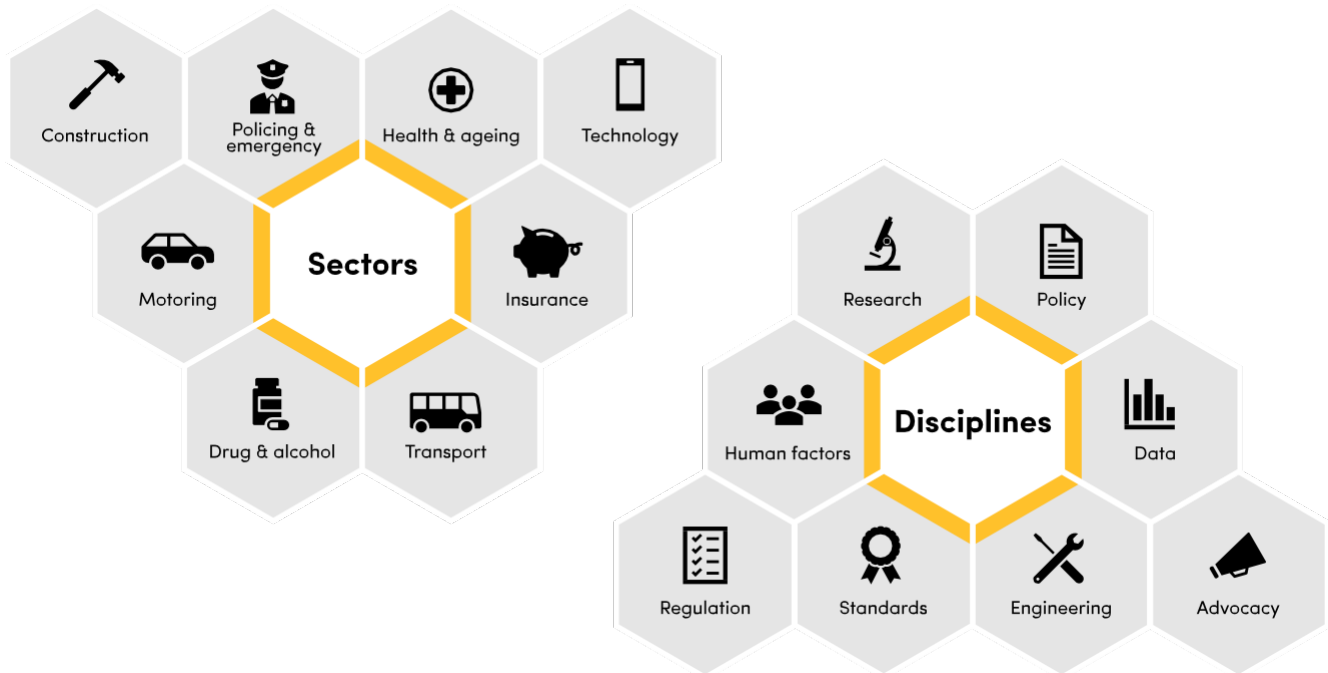 Construction
Policing &
emergency
Health & ageing
Technology
Motoring
Sectors
Insurance
Drug & alcohol
Transport
Research
Policy
Human factors
Disciplines
Data
Regulation
Standards
Engineering
Advocacy